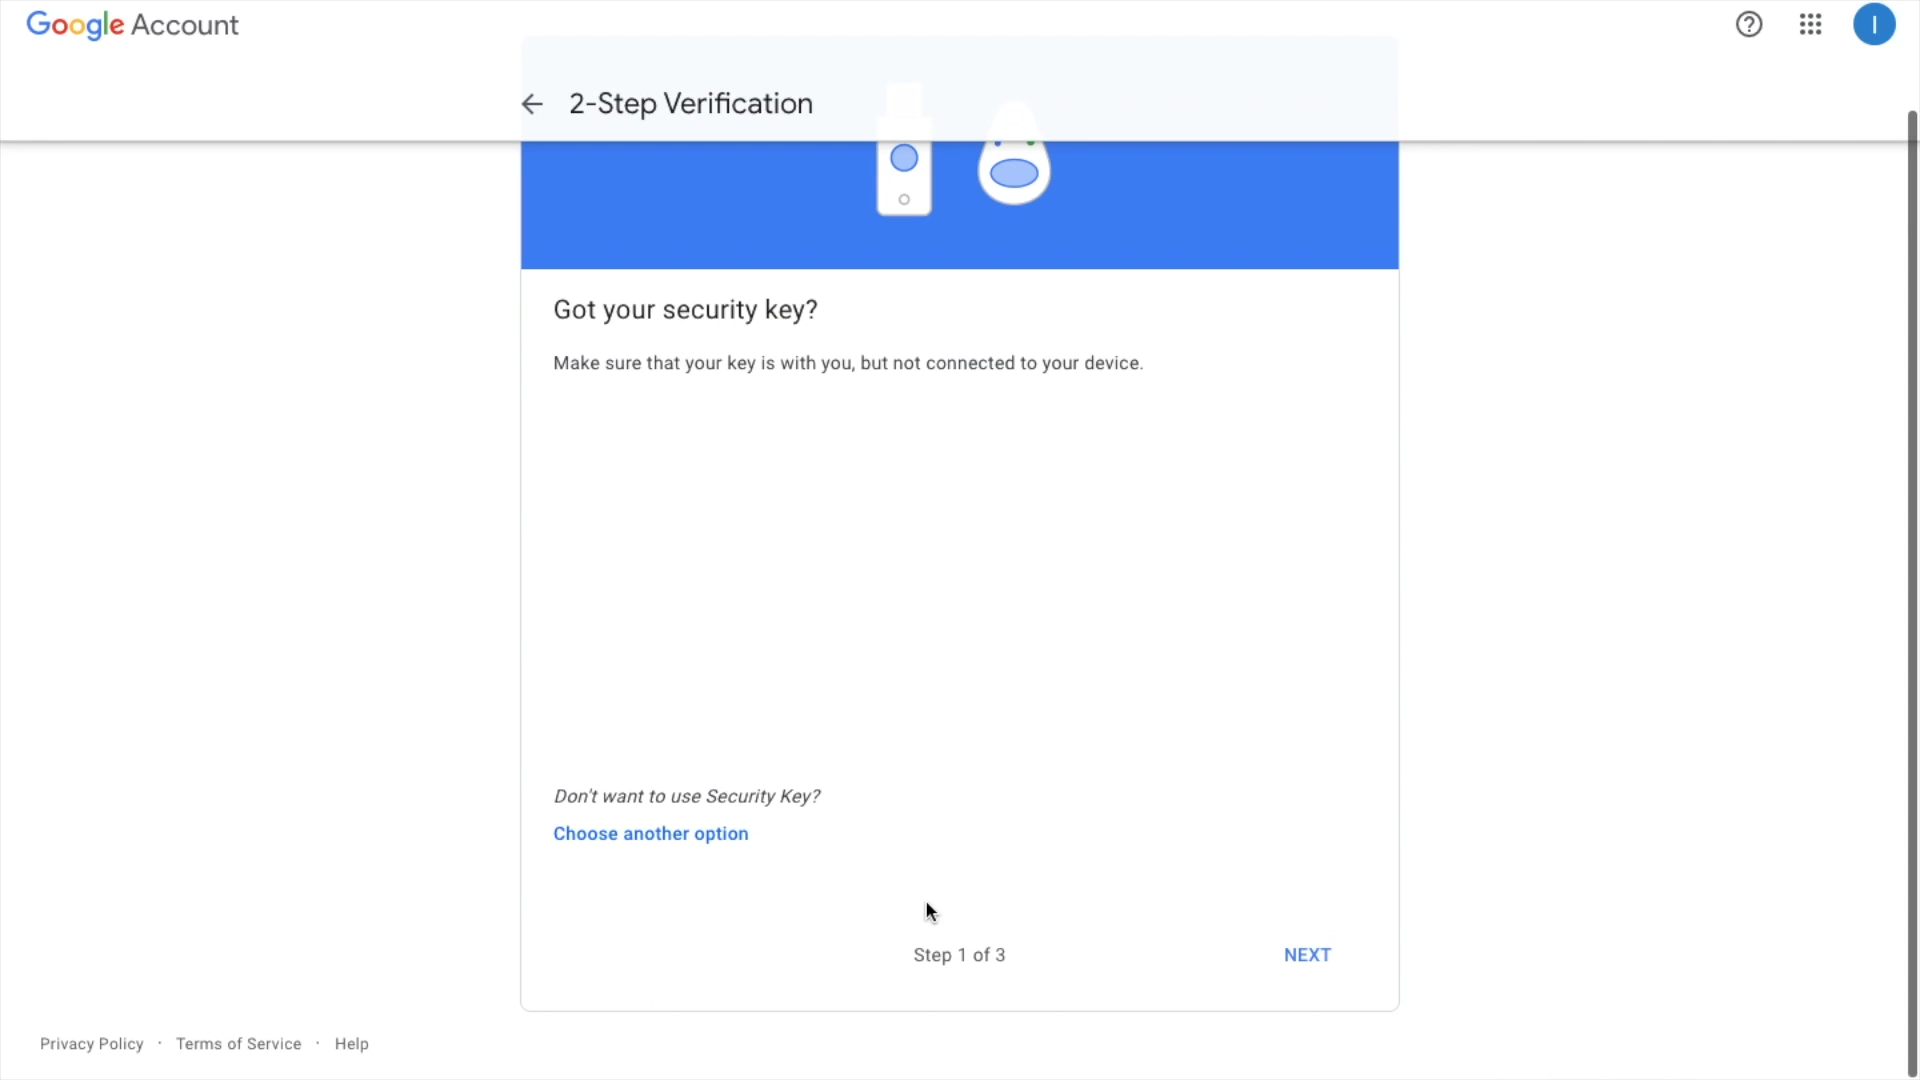 Google Account
I
2-Step Verification
Got your security key?
Make sure that your key is with you, but not connected to your device.
Don't want to use Security Key?
Choose another option
Step 1 of 3
NEXT
Privacy Policy · Terms of Service · Help